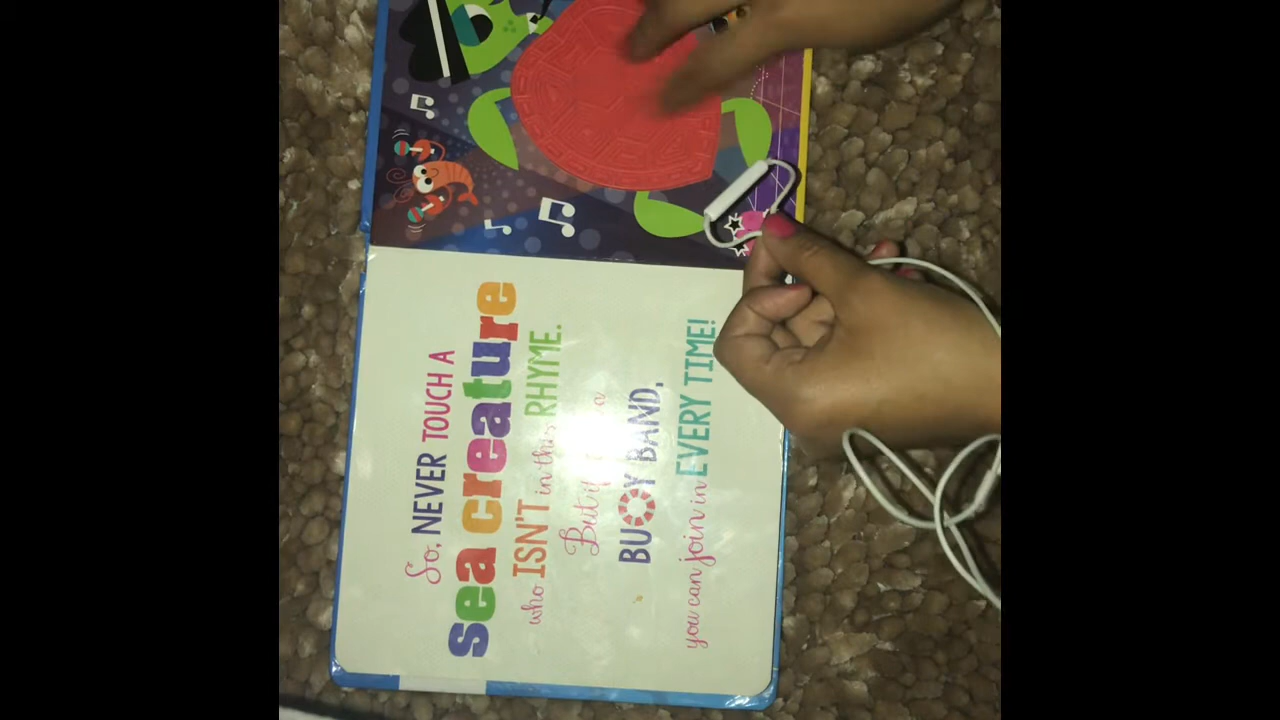 So, NEVER TOUCH A
sea creature
who ISN'T in this RHYME.
But if a
BUOY BAND,
you can join in EVERY TIME!